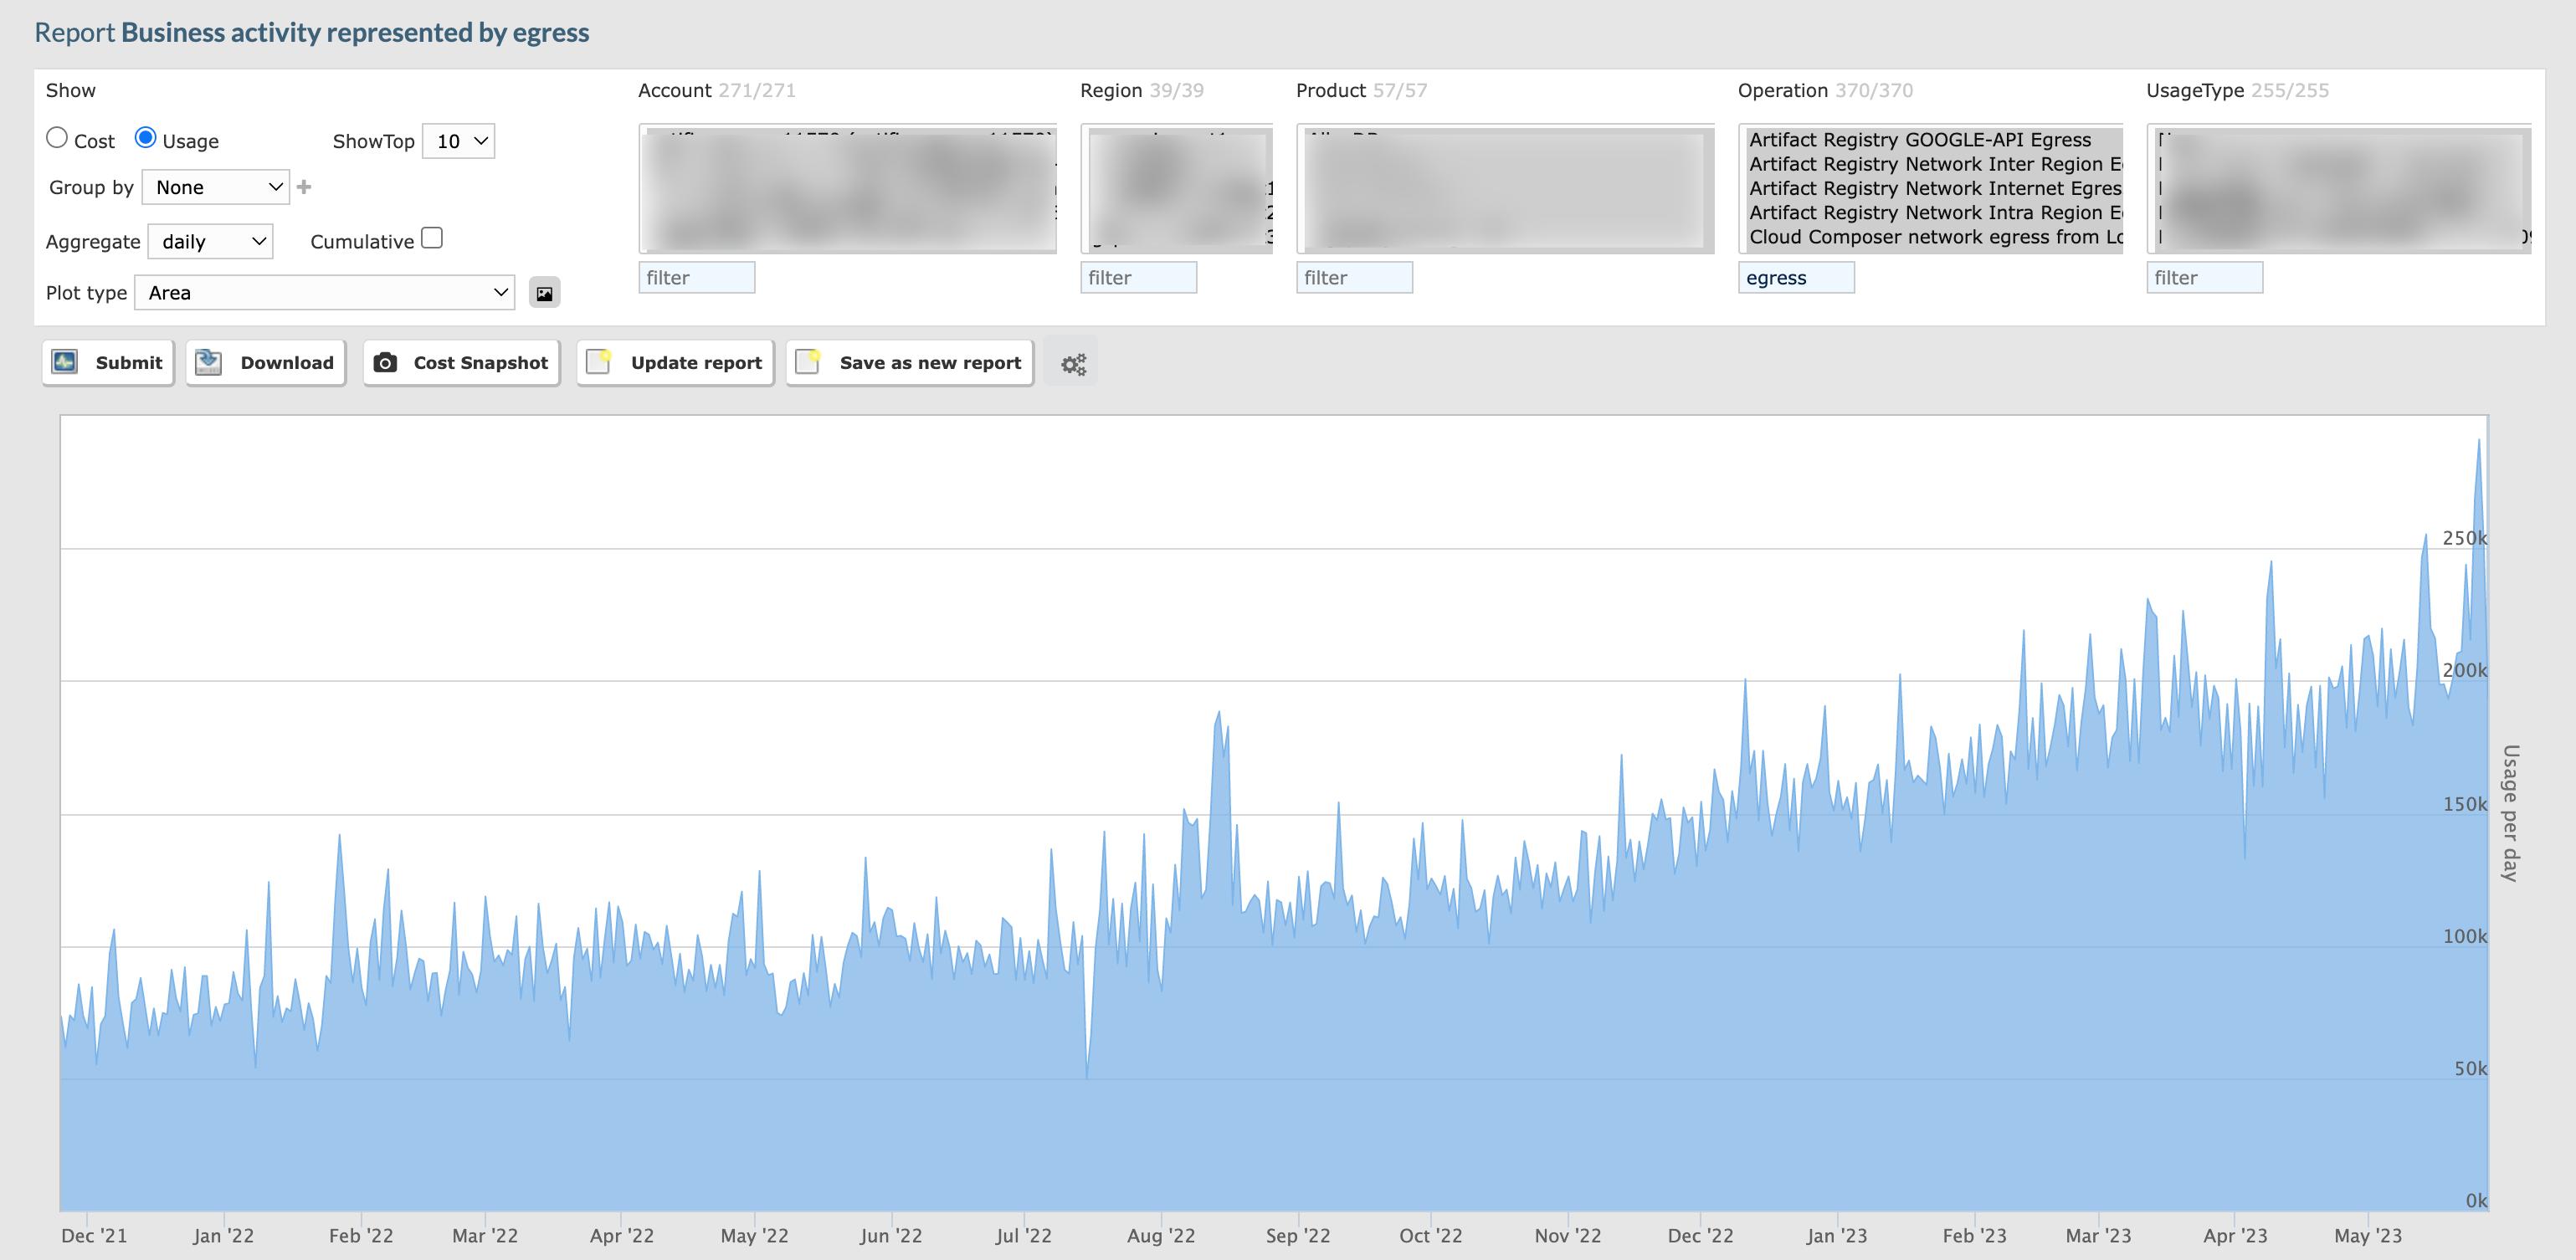 Report Business activity represented by egress
Show
Account 271/271
Region 39/39
Product 57/57
Operation 370/370
UsageType 255/255
Cost
Usage
ShowTop
10
Group by
None
Aggregate
daily
Cumulative
Plot type
Area
Artifact Registry GOOGLE-API Egress
Artifact Registry Network Inter Region E
Artifact Registry Network Internet Egres
Artifact Registry Network Intra Region E
Cloud Composer network egress from Lo
filter
filter
filter
egress
filter
Submit
Download
Cost Snapshot
Update report
Save as new report
250k
200k
150k
100k
50k
0k
Usage per day
Dec '21
Jan '22
Feb '22
Mar '22
Apr '22
May '22
Jun '22
Jul '22
Aug '22
Sep '22
Oct '22
Nov '22
Dec '22
Jan '23
Feb '23
Mar '23
Apr '23
May '23